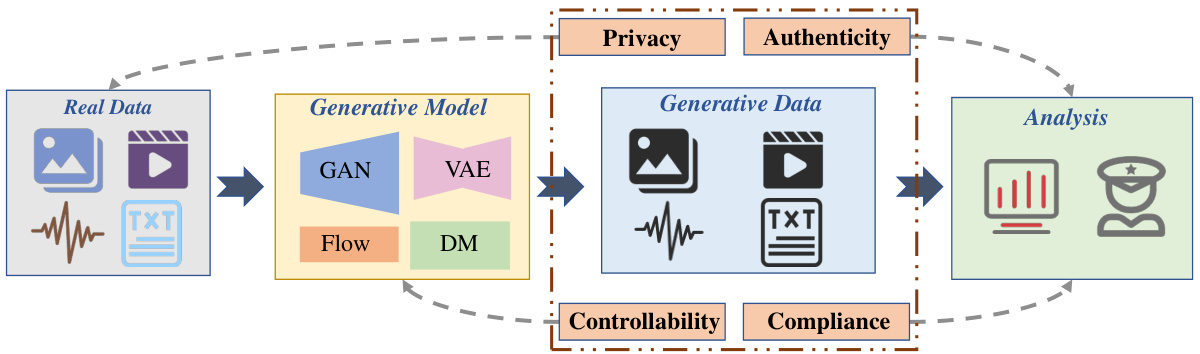 Privacy
Authenticity
Real Data
Generative Model
Generative Data
Analysis
GAN
VAE
TXT
TXT
Flow
DM
Controllability
Compliance